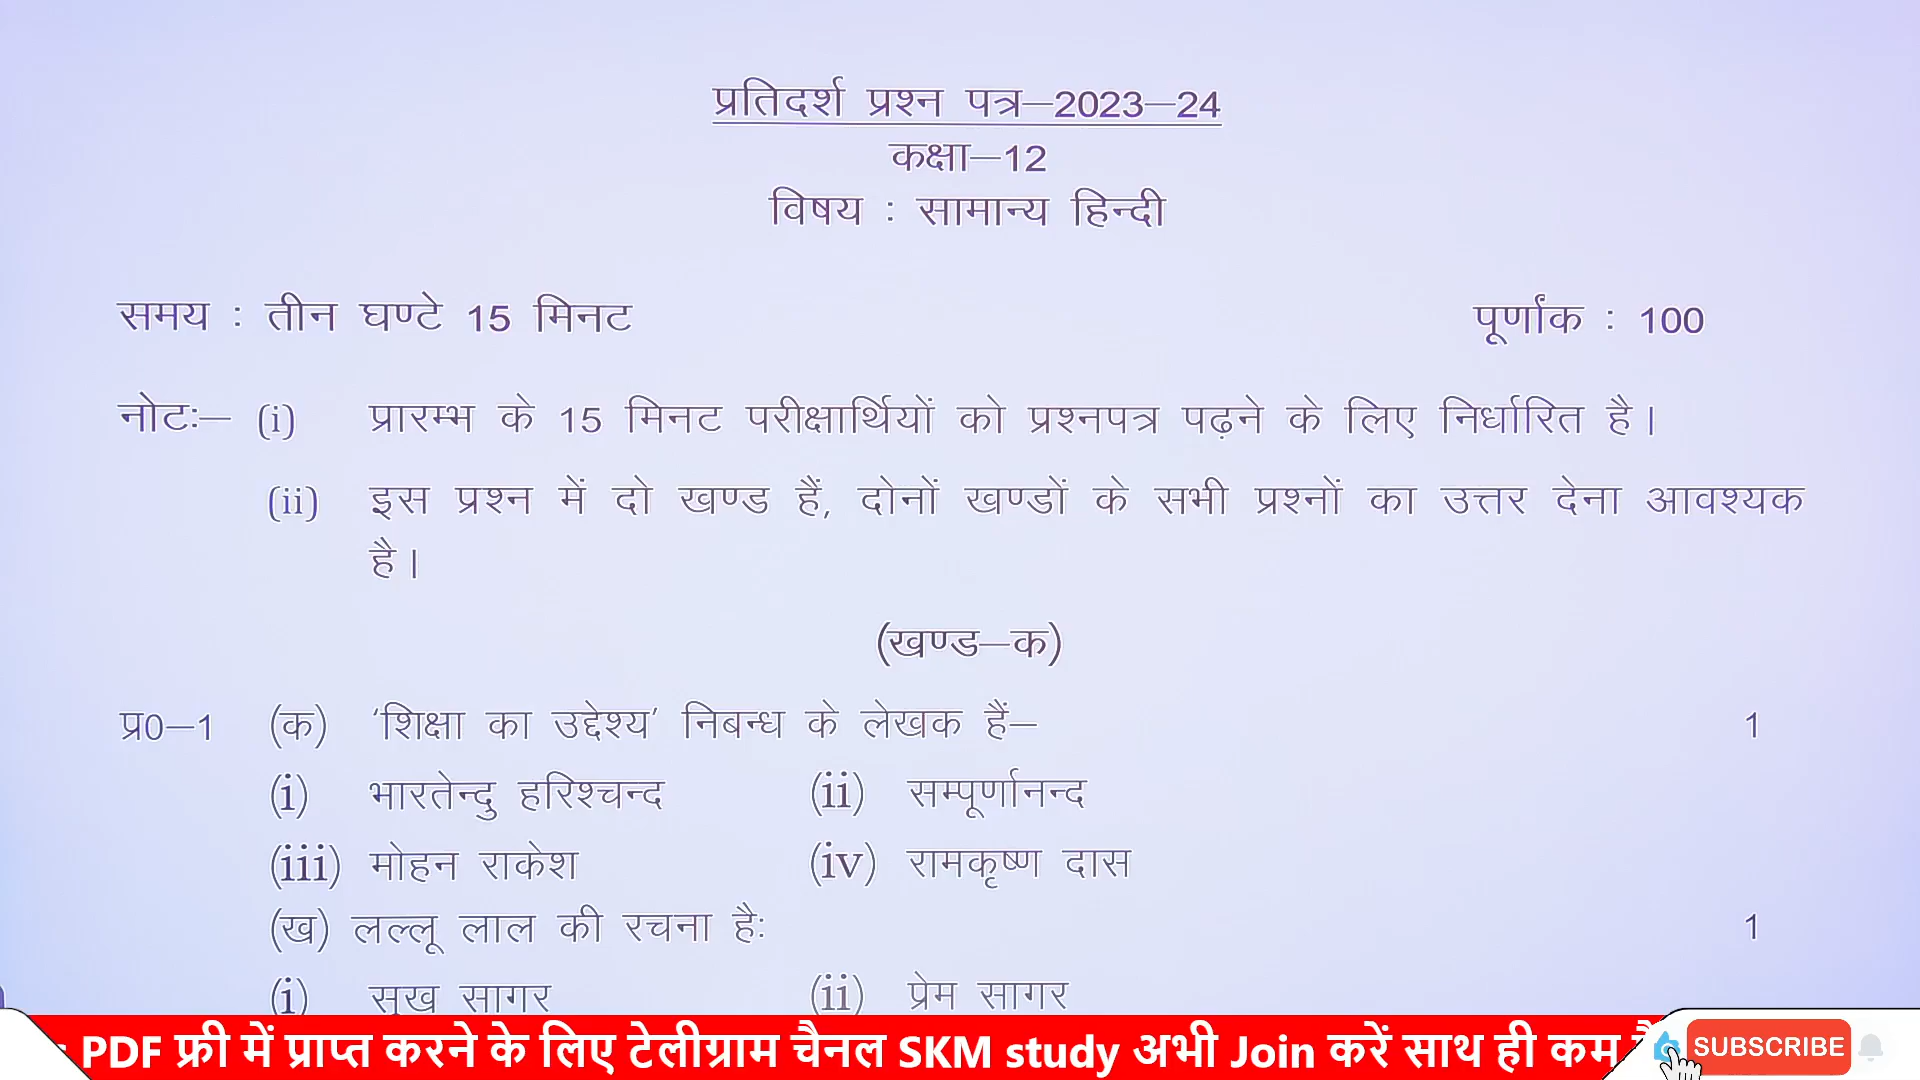 प्रतिदर्श प्रश्न पत्र–2023–24
कक्षा–12
विषय : सामान्य हिन्दी
समय : तीन घण्टे 15 मिनट पूर्णांक : 100
नोटः– (i) प्रारम्भ के 15 मिनट परीक्षार्थियों को प्रश्नपत्र पढ़ने के लिए निर्धारित है।
(ii) इस प्रश्न में दो खण्ड हैं, दोनों खण्डों के सभी प्रश्नों का उत्तर देना आवश्यक
है।
(खण्ड–क)
प्र0–1 (क) ‘शिक्षा का उद्देश्य’ निबन्ध के लेखक हैं– 1
(i) भारतेन्दु हरिश्चन्द (ii) सम्पूर्णानन्द
(iii) मोहन राकेश (iv) रामकृष्ण दास
(ख) लल्लू लाल की रचना हैः 1
(i) सुख सागर (ii) प्रेम सागर
PDF फ्री में प्राप्त करने के लिए टेलीग्राम चैनल SKM study अभी Join करें साथ ही कम
SUBSCRIBE